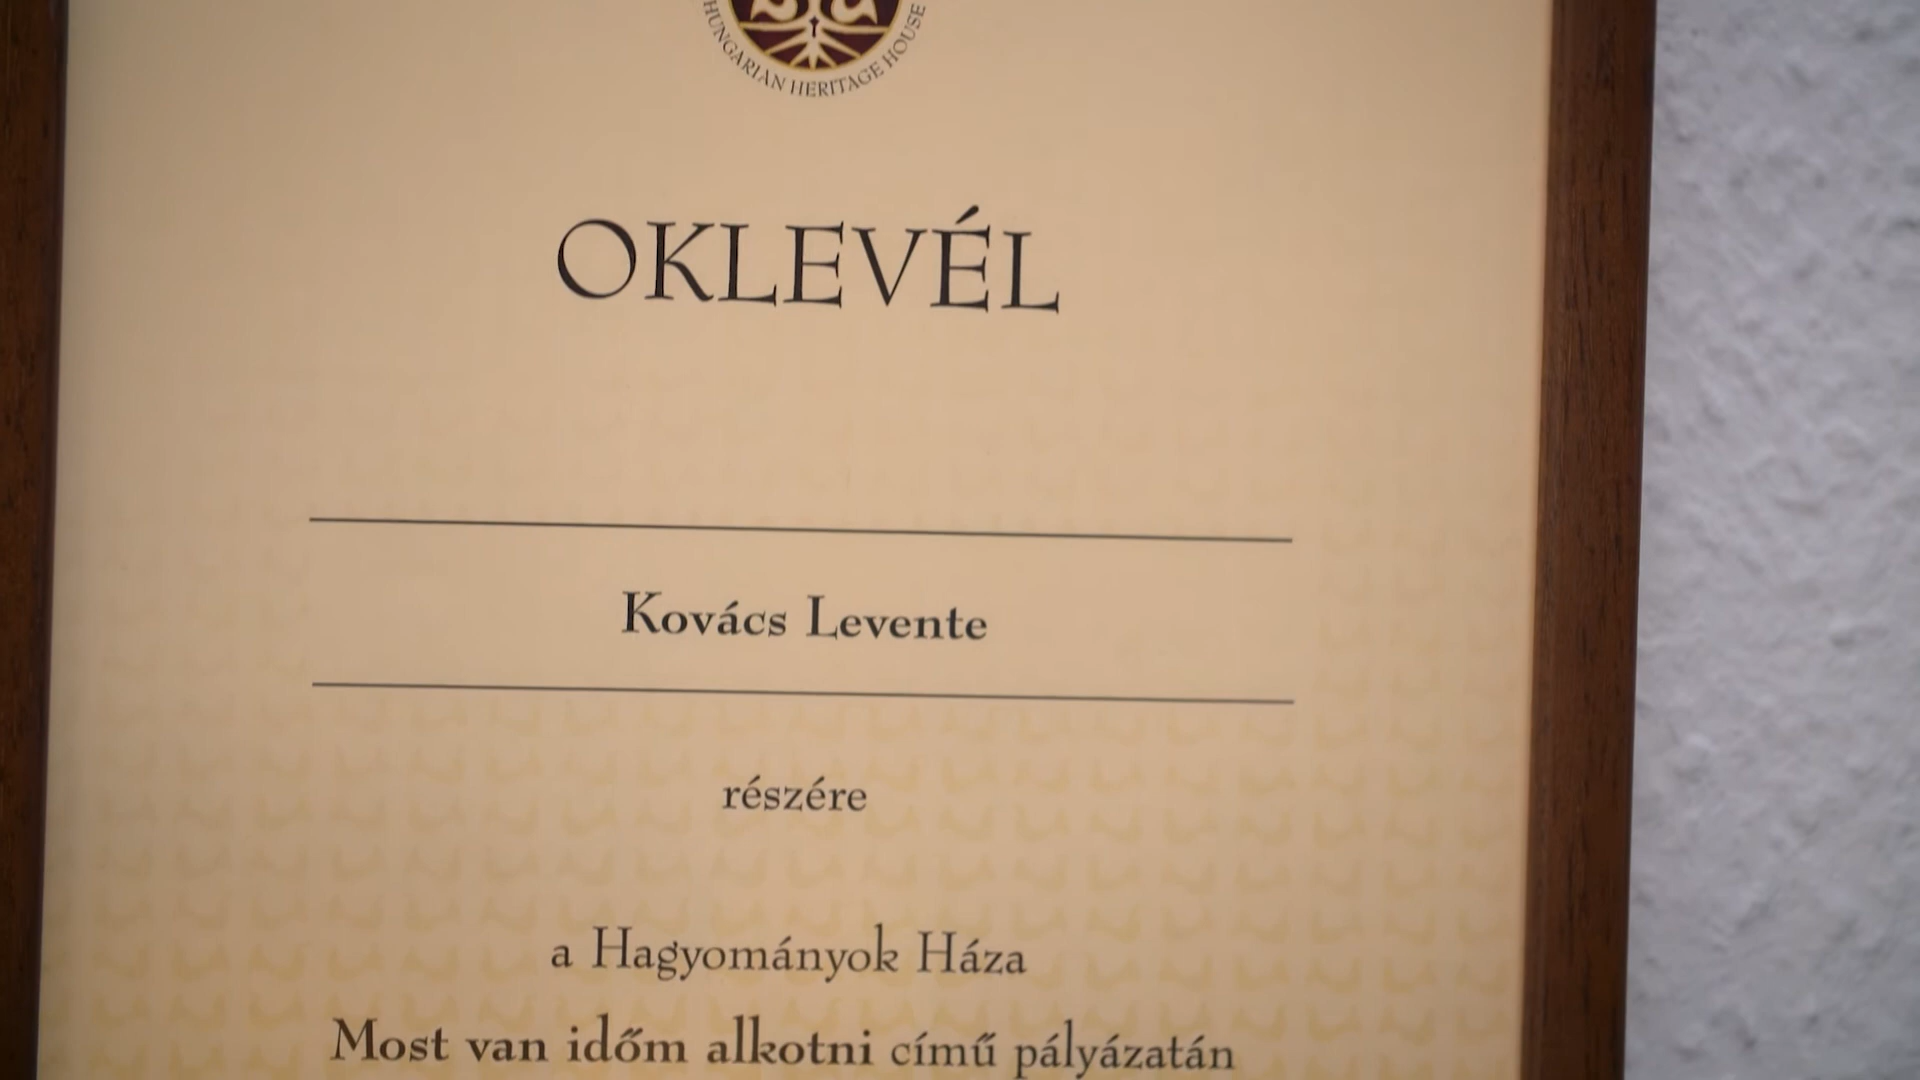 HUNGARIAN HERITAGE HOUSE
OKLEVÉL
Kovács Levente
részére
a Hagyományok Háza
Most van időm alkotni című pályázatán